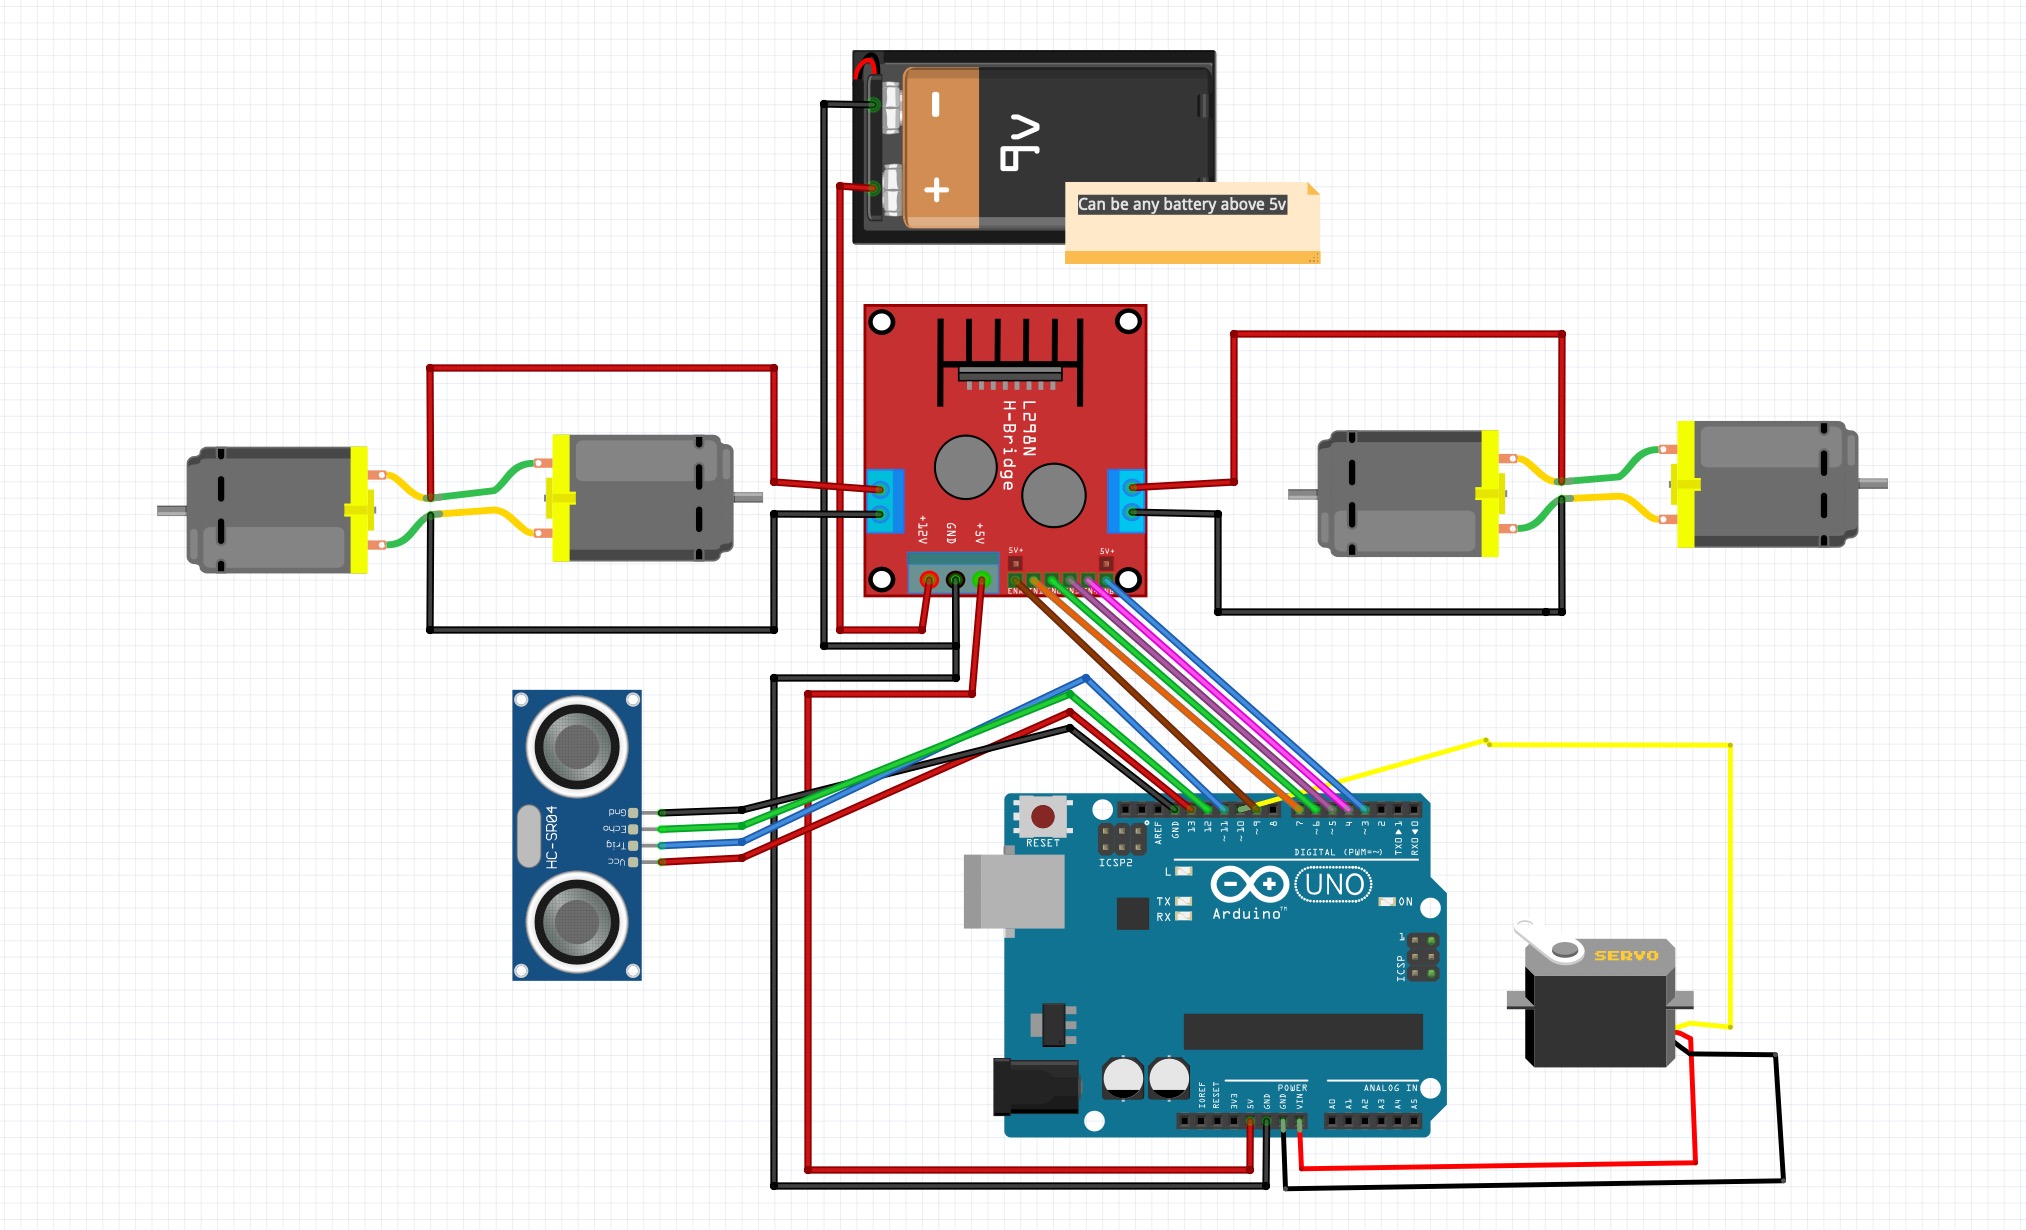 -
+
9V
Can be any battery above 5v
L298N
H-Bridge
+12V
GND
+5V
5V+
5V+
ENA
HC-SR04
Gnd
Echo
Trig
Vcc
RESET
ICSP2
AREF
GND
13
12
~11
~10
~9
8
7
~6
~5
4
~3
2
TX0▶1
RX0◀0
DIGITAL (PWM=~)
L
TX
RX
UNO
Arduino™
ON
1
ICSP
SERVO
IOREF
RESET
3V3
5V
GND
GND
VIN
POWER
ANALOG IN
A0
A1
A2
A3
A4
A5